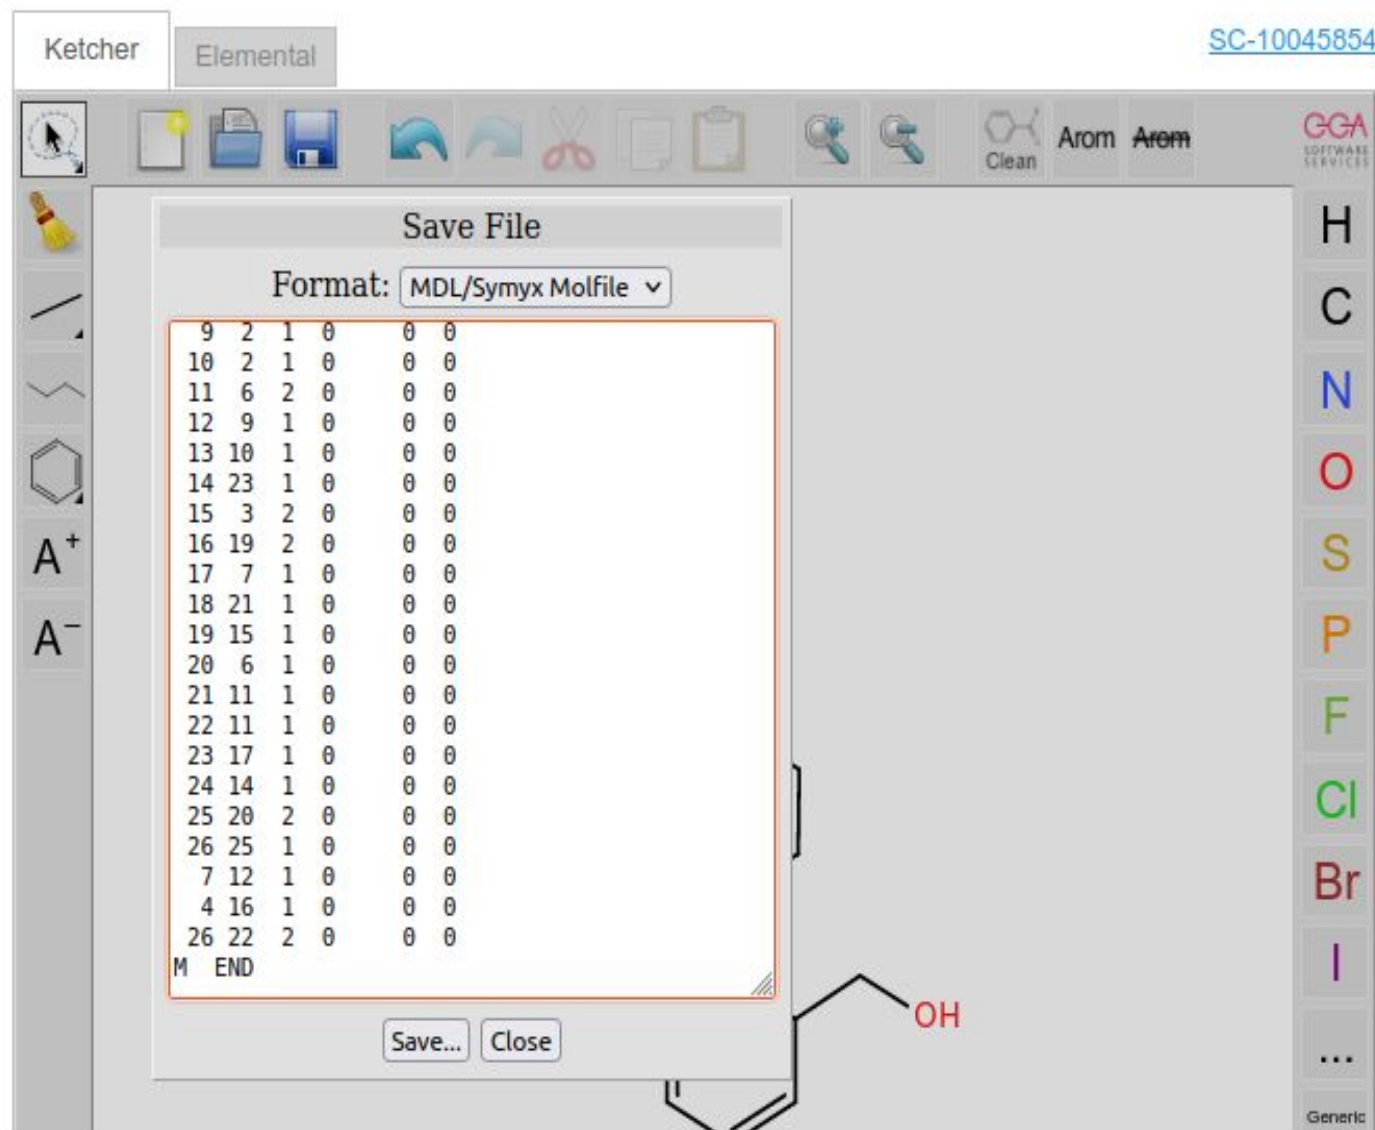 Ketcher
Elemental
SC-10045854
Clean
Arom
Arom
GGA
SOFTWARE
SERVICES
Save File
Format: MDL/Symyx Molfile
9 2 1 0 0 0
10 2 1 0 0 0
11 6 2 0 0 0
12 9 1 0 0 0
13 10 1 0 0 0
14 23 1 0 0 0
15 3 2 0 0 0
16 19 2 0 0 0
17 7 1 0 0 0
18 21 1 0 0 0
19 15 1 0 0 0
20 6 1 0 0 0
21 11 1 0 0 0
22 11 1 0 0 0
23 17 1 0 0 0
24 14 1 0 0 0
25 20 2 0 0 0
26 25 1 0 0 0
7 12 1 0 0 0
4 16 1 0 0 0
26 22 2 0 0 0
M END
Save...
Close
A+
A−
OH
H
C
N
O
S
P
F
Cl
Br
I
...
Generic